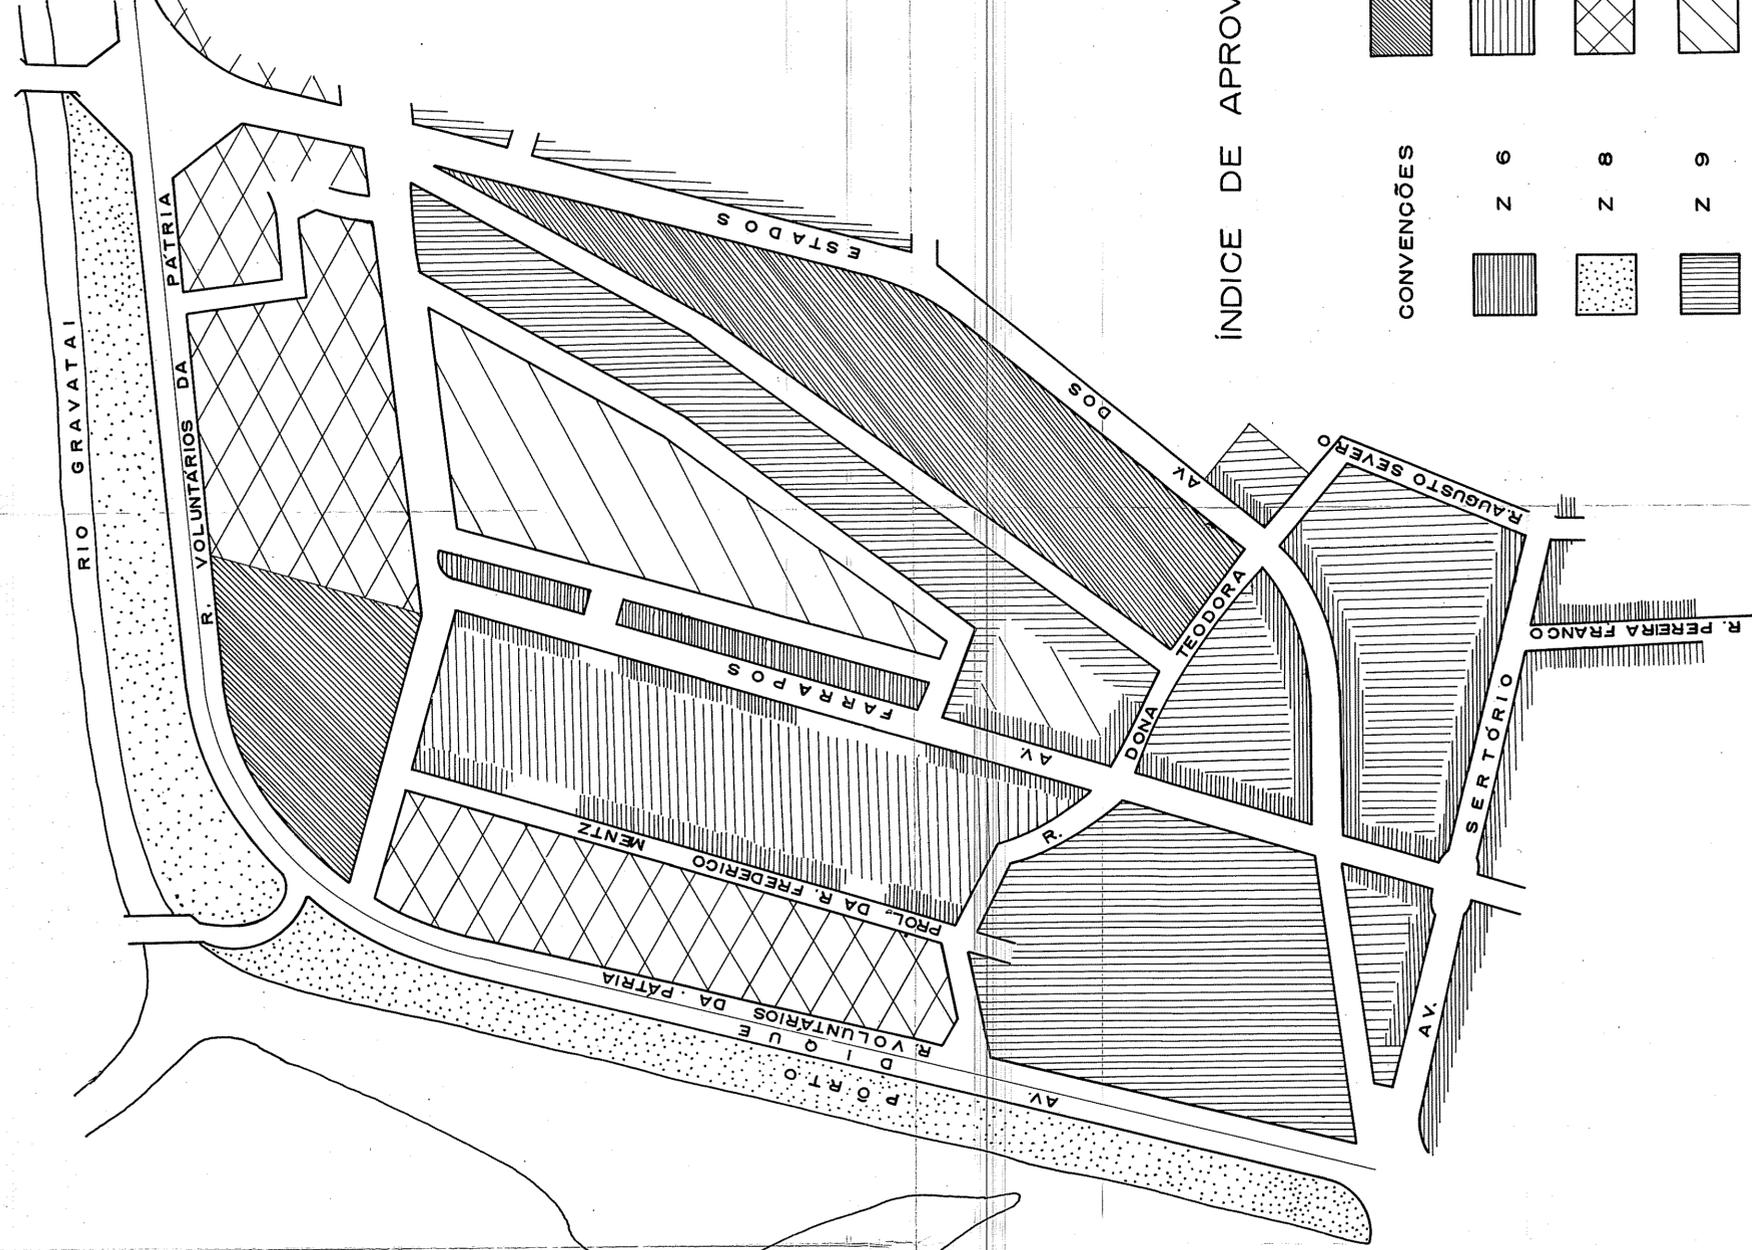 RIO GRAVATAI
R. VOLUNTÁRIOS DA PÁTRIA
AV. DOS ESTADOS
AV. FARRAPOS
R. DONA TEODORA
R. AUGUSTO SEVERO
R. PEREIRA FRANCO
AV. SERTÓRIO
PROL. DA R. FREDERICO MENTZ
R. VOLUNTÁRIOS DA PÁTRIA
AV. DIQUE
PÔRTO
ÍNDICE DE APROV
CONVENÇÕES
Z 6
Z 8
Z 9